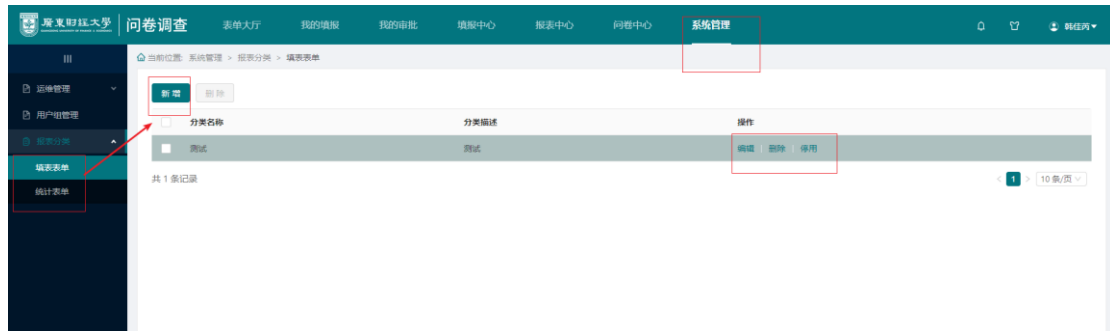 廣東财经大學 问卷调查 表单大厅 我的填报 我的审批 填报中心 报表中心 问卷中心 系统管理 韩佳芮
当前位置: 系统管理 > 报表分类 > 填表表单
运维管理
用户组管理
报表分类
填表表单
统计表单
新 增 删 除
分类名称 分类描述 操作
测试 测试 编辑 删除 停用
共 1 条记录 < 1 > 10 条/页